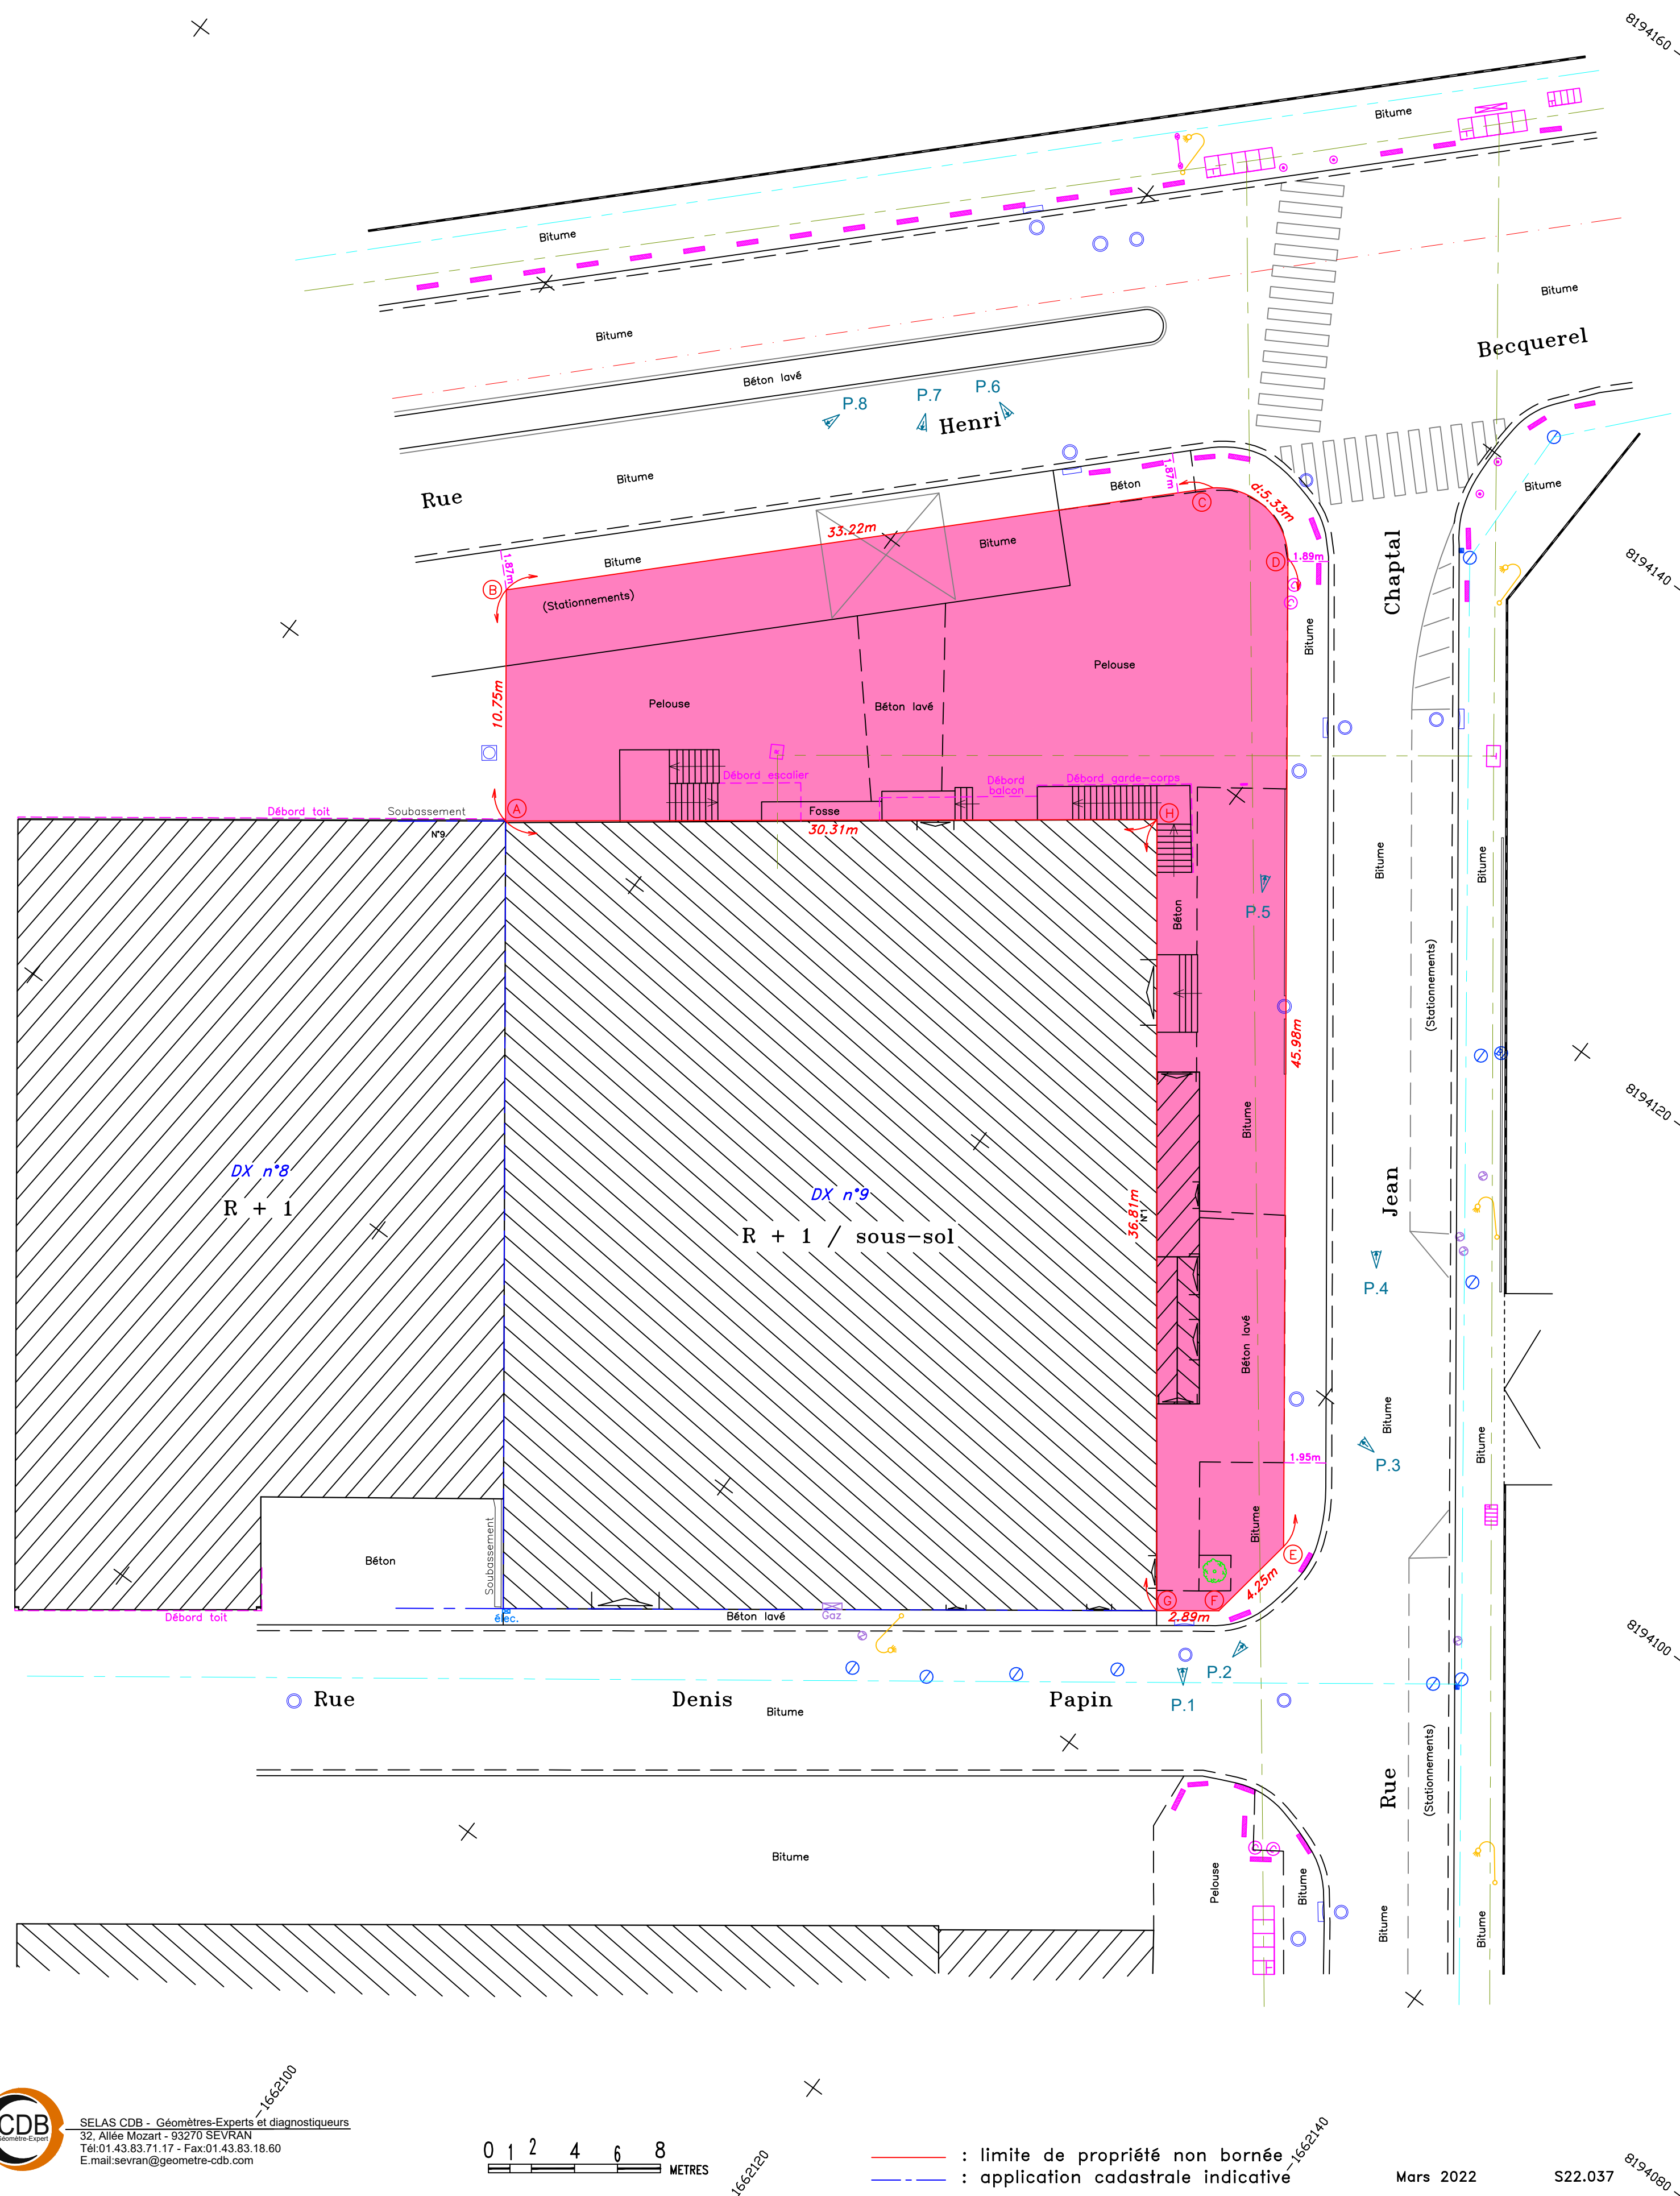 8194160
Bitume
Bitume
Bitume
Bitume
Becquerel
Béton lavé
P.8
P.7
P.6
Henri
Bitume
Rue
1.87m
Béton
C
d:5.33m
Bitume
33.22m
Bitume
Bitume
1.87m
D
1.89m
Chaptal
8194140
B
(Stationnements)
Bitume
Pelouse
10.75m
Pelouse
Béton lavé
T
Débord escalier
Débord balcon
Débord garde-corps
Débord toit
Soubassement
A
Fosse
H
N°9
30.31m
Bitume
Bitume
P.5
Béton
(Stationnements)
45.98m
8194120
Bitume
DX n°8
R + 1
DX n°9
R + 1 / sous-sol
36.81m
N°1
Jean
P.4
Béton lavé
Bitume
Bitume
P.3
1.95m
Bitume
Soubassement
Béton
E
4.25m
G
F
2.89m
Débord toit
élec.
Béton lavé
Gaz
8194100
P.2
P.1
Rue
Denis
Papin
Bitume
Rue
(Stationnements)
Bitume
Pelouse
Bitume
Bitume
Bitume
T
CDB
Géomètre-Expert
SELAS CDB - Géomètres-Experts et diagnostiqueurs
32, Allée Mozart - 93270 SEVRAN
Tél:01.43.83.71.17 - Fax:01.43.83.18.60
E.mail:sevran@geometre-cdb.com
1662100
0 1 2 4 6 8
METRES
1662120
: limite de propriété non bornée
: application cadastrale indicative
1662140
Mars 2022
S22.037
8194080